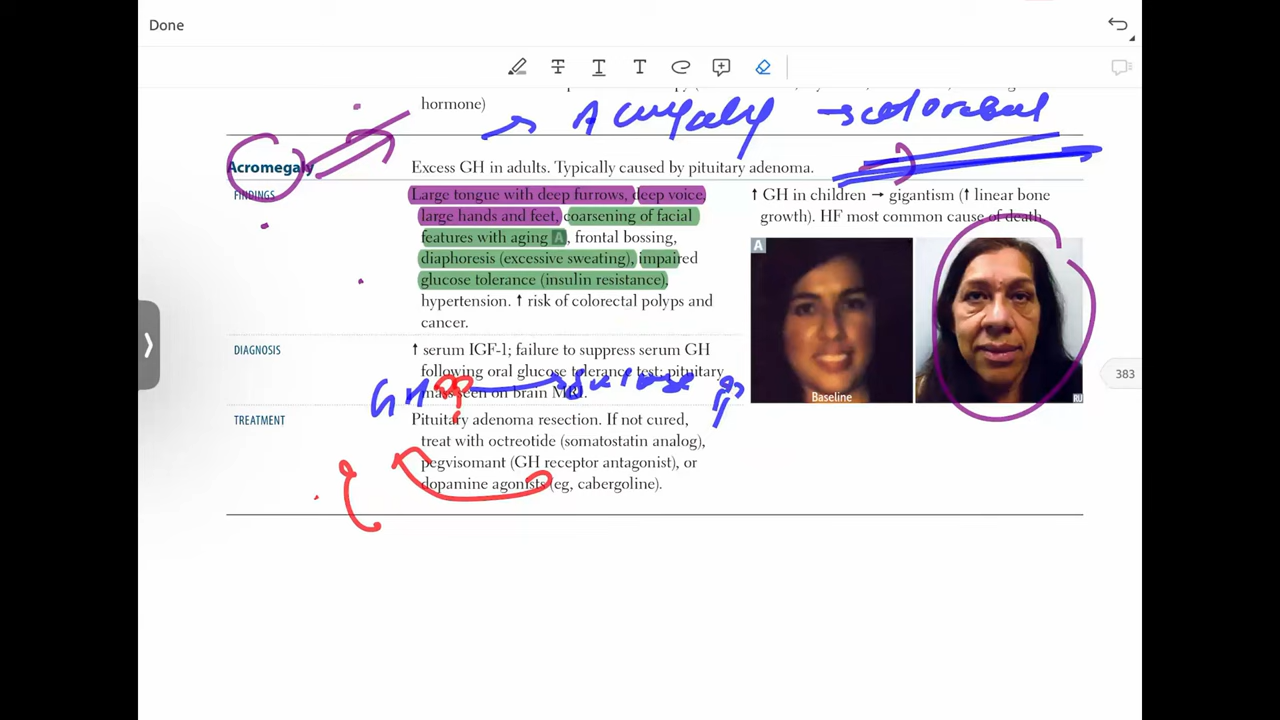 Done
hormone)
Acromegaly → colorectal
Acromegaly
Excess GH in adults. Typically caused by pituitary adenoma.
FINDINGS
Large tongue with deep furrows, deep voice,
large hands and feet, coarsening of facial
features with aging A, frontal bossing,
diaphoresis (excessive sweating), impaired
glucose tolerance (insulin resistance),
hypertension. ↑ risk of colorectal polyps and
cancer.
↑ GH in children → gigantism (↑ linear bone
growth). HF most common cause of death.
A
Baseline
RU
383
DIAGNOSIS
↑ serum IGF-1; failure to suppress serum GH
following oral glucose tolerance test; pituitary
mass seen on brain MRI.
GH
TREATMENT
Pituitary adenoma resection. If not cured,
treat with octreotide (somatostatin analog),
pegvisomant (GH receptor antagonist), or
dopamine agonists (eg, cabergoline).